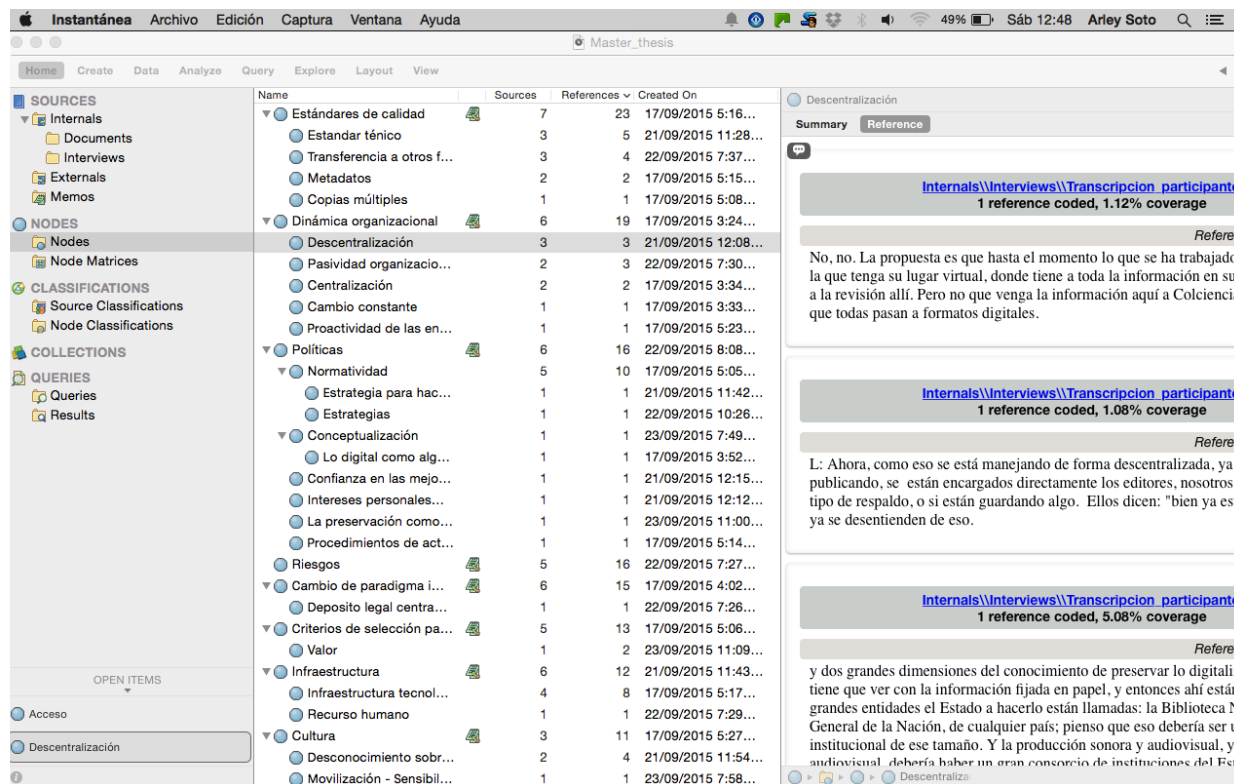 Instantánea Archivo Edición Captura Ventana Ayuda 49% Sáb 12:48 Arley Soto
Master_thesis
Home Create Data Analyze Query Explore Layout View
SOURCES
Internals
Documents
Interviews
Externals
Memos
NODES
Nodes
Node Matrices
CLASSIFICATIONS
Source Classifications
Node Classifications
COLLECTIONS
QUERIES
Queries
Results
OPEN ITEMS
Acceso
Descentralización
Name Sources References Created On
Estándares de calidad 7 23 17/09/2015 5:16...
Estandar ténico 3 5 21/09/2015 11:28...
Transferencia a otros f... 3 4 22/09/2015 7:37...
Metadatos 2 2 17/09/2015 5:15...
Copias múltiples 1 1 17/09/2015 5:08...
Dinámica organizacional 6 19 17/09/2015 3:24...
Descentralización 3 3 21/09/2015 12:08...
Pasividad organizacio... 2 3 22/09/2015 7:30...
Centralización 2 2 17/09/2015 3:34...
Cambio constante 1 1 17/09/2015 3:33...
Proactividad de las en... 1 1 17/09/2015 5:23...
Políticas 6 16 22/09/2015 8:08...
Normatividad 5 10 17/09/2015 5:05...
Estrategia para hac... 1 1 21/09/2015 11:42...
Estrategias 1 1 22/09/2015 10:26...
Conceptualización 1 1 23/09/2015 7:49...
Lo digital como alg... 1 1 17/09/2015 3:52...
Confianza en las mejo... 1 1 21/09/2015 12:15...
Intereses personales... 1 1 21/09/2015 12:12...
La preservación como... 1 1 23/09/2015 11:00...
Procedimientos de act... 1 1 17/09/2015 5:14...
Riesgos 5 16 22/09/2015 7:27...
Cambio de paradigma i... 6 15 17/09/2015 4:02...
Deposito legal centra... 1 1 22/09/2015 7:26...
Criterios de selección pa... 5 13 17/09/2015 5:06...
Valor 1 2 23/09/2015 11:09...
Infraestructura 6 12 21/09/2015 11:43...
Infraestructura tecnol... 4 8 17/09/2015 5:17...
Recurso humano 1 1 22/09/2015 7:29...
Cultura 3 11 17/09/2015 5:27...
Desconocimiento sobr... 2 4 21/09/2015 11:54...
Movilización - Sensibil... 1 1 23/09/2015 7:58...
Descentralización
Summary Reference
Internals\\Interviews\\Transcripcion_participante
1 reference coded, 1.12% coverage
Refere
No, no. La propuesta es que hasta el momento lo que se ha trabajado
la que tenga su lugar virtual, donde tiene a toda la información en su
a la revisión allí. Pero no que venga la información aquí a Colciencia
que todas pasan a formatos digitales.
Internals\\Interviews\\Transcripcion_participante
1 reference coded, 1.08% coverage
Refere
L: Ahora, como eso se está manejando de forma descentralizada, ya
publicando, se están encargados directamente los editores, nosotros
tipo de respaldo, o si están guardando algo. Ellos dicen: "bien ya es
ya se desentienden de eso.
Internals\\Interviews\\Transcripcion_participante
1 reference coded, 5.08% coverage
Refere
y dos grandes dimensiones del conocimiento de preservar lo digitali
tiene que ver con la información fijada en papel, y entonces ahí están
grandes entidades el Estado a hacerlo están llamadas: la Biblioteca N
General de la Nación, de cualquier país; pienso que eso debería ser u
institucional de ese tamaño. Y la producción sonora y audiovisual, y
audiovisual, debería haber un gran consorcio de instituciones del Es
Descentraliza